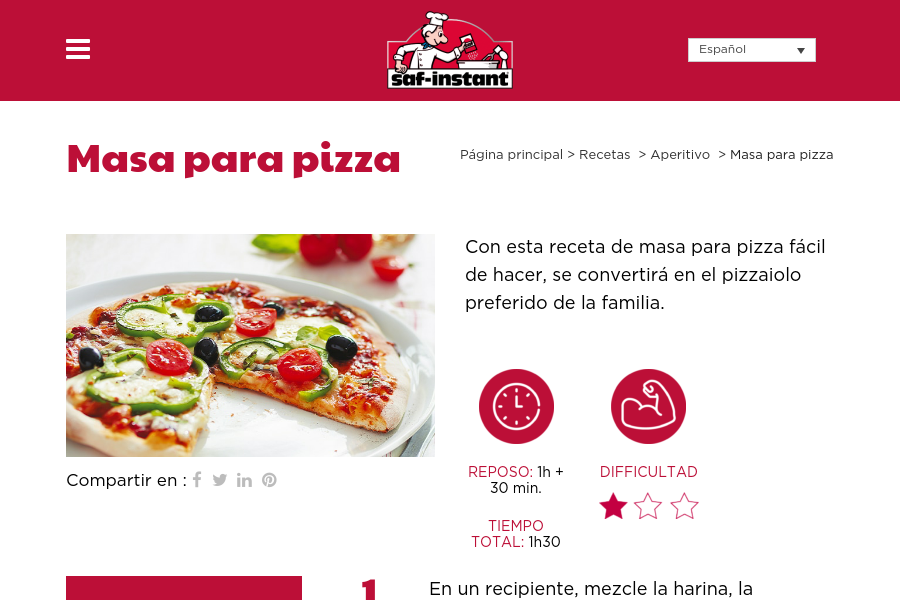 saf-instant
Español
Masa para pizza
Página principal > Recetas > Aperitivo > Masa para pizza
Con esta receta de masa para pizza fácil
de hacer, se convertirá en el pizzaiolo
preferido de la familia.
Compartir en :
REPOSO: 1h +
30 min.
TIEMPO
TOTAL: 1h30
DIFFICULTAD
1
En un recipiente, mezcle la harina, la